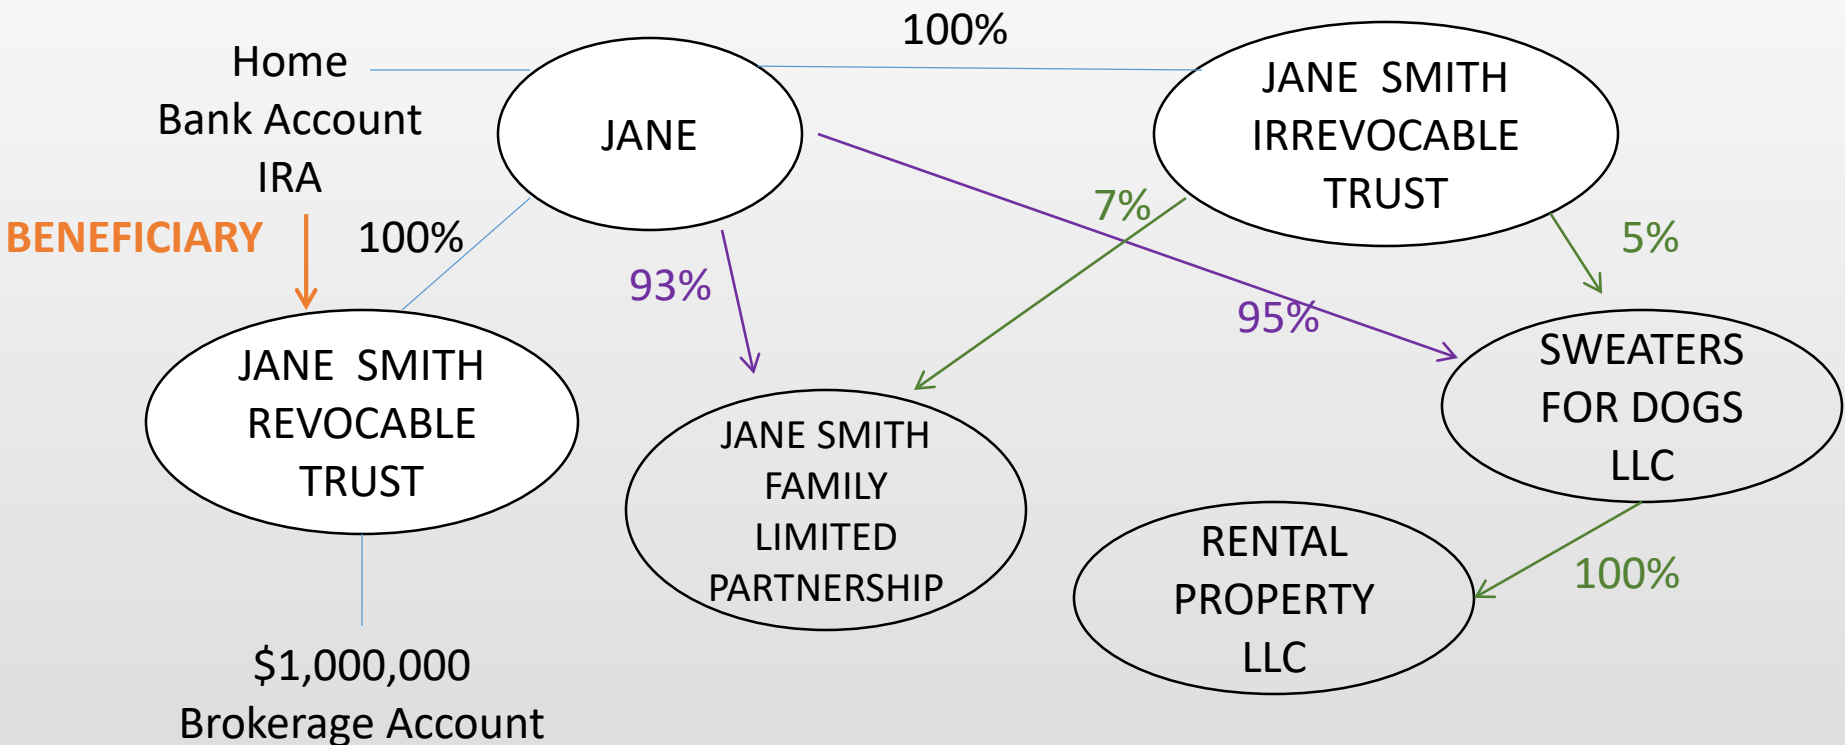 100%
Home
Bank Account
IRA
JANE
JANE SMITH
IRREVOCABLE
TRUST
BENEFICIARY
100%
93%
7%
95%
5%
JANE SMITH
REVOCABLE
TRUST
JANE SMITH
FAMILY
LIMITED
PARTNERSHIP
SWEATERS
FOR DOGS
LLC
RENTAL
PROPERTY
LLC
100%
$1,000,000
Brokerage Account